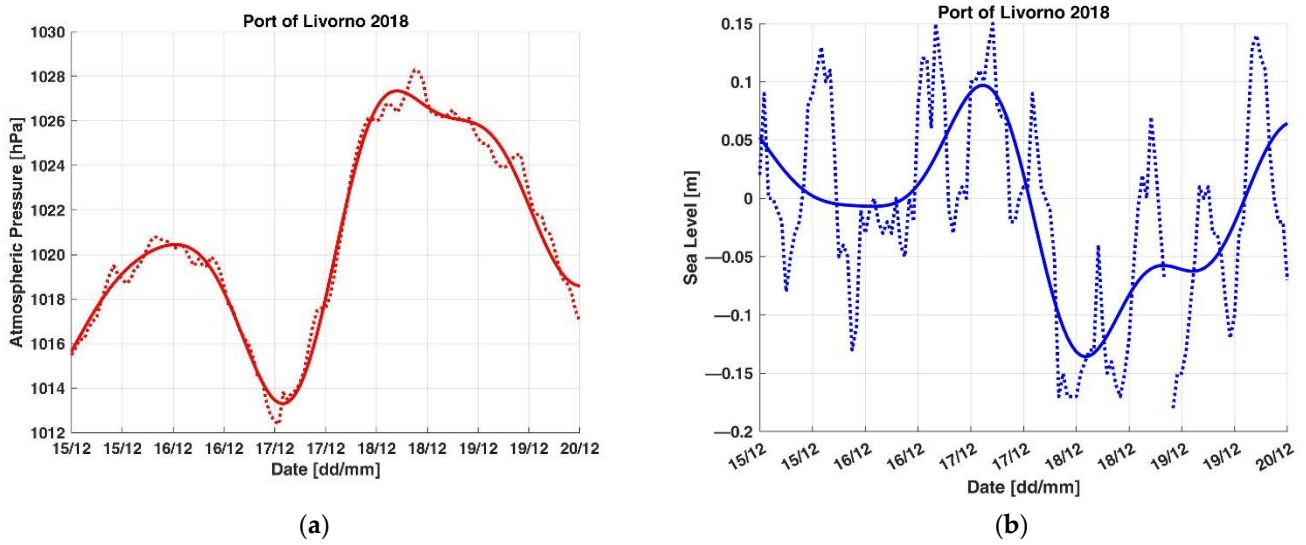 Port of Livorno 2018
1030
1028
1026
1024
1022
1020
1018
1016
1014
1012
Atmospheric Pressure [hPa]
15/12 15/12 16/12 16/12 17/12 17/12 18/12 18/12 19/12 19/12 20/12
Date [dd/mm]
(a)
Port of Livorno 2018
0.15
0.1
0.05
0
—0.05
—0.1
—0.15
—0.2
Sea Level [m]
15/12 15/12 16/12 16/12 17/12 17/12 18/12 18/12 19/12 19/12 20/12
Date [dd/mm]
(b)